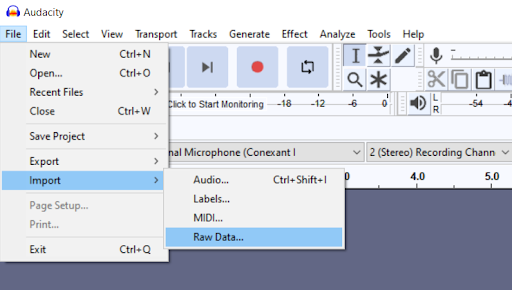 Audacity
File Edit Select View Transport Tracks Generate Effect Analyze Tools Help
New Ctrl+N
Open... Ctrl+O
Recent Files
Close Ctrl+W
Save Project
Export
Import
Page Setup...
Print...
Exit Ctrl+Q
Audio... Ctrl+Shift+I
Labels...
MIDI...
Raw Data...
Click to Start Monitoring -18 -12 -6 0
L
R
-54
nal Microphone (Conexant I
2 (Stereo) Recording Chann
3.0 4.0 5.0